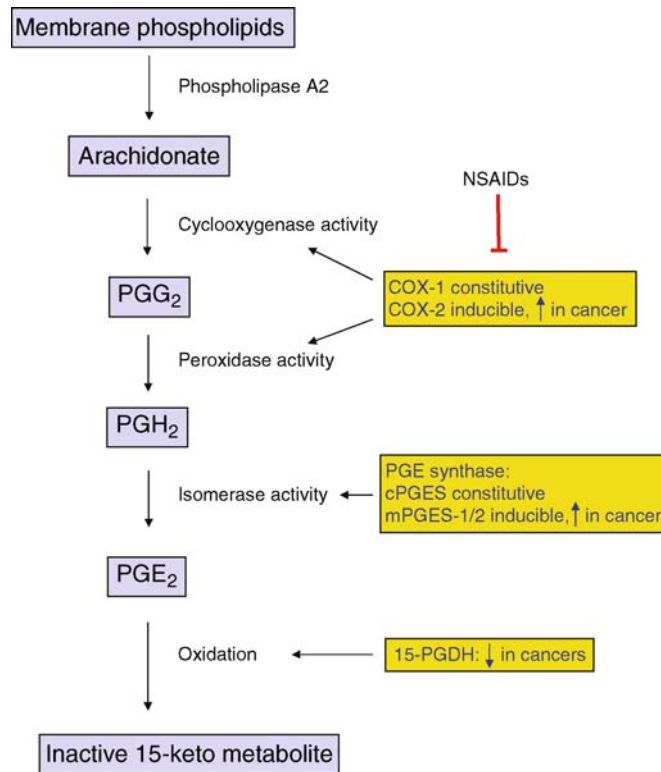 Membrane phospholipids
Phospholipase A2
Arachidonate
NSAIDs
Cyclooxygenase activity
COX-1 constitutive
COX-2 inducible, ↑ in cancer
PGG₂
Peroxidase activity
PGH₂
PGE synthase:
cPGES constitutive
mPGES-1/2 inducible, ↑ in cancer
Isomerase activity
PGE₂
Oxidation
15-PGDH: ↓ in cancers
Inactive 15-keto metabolite